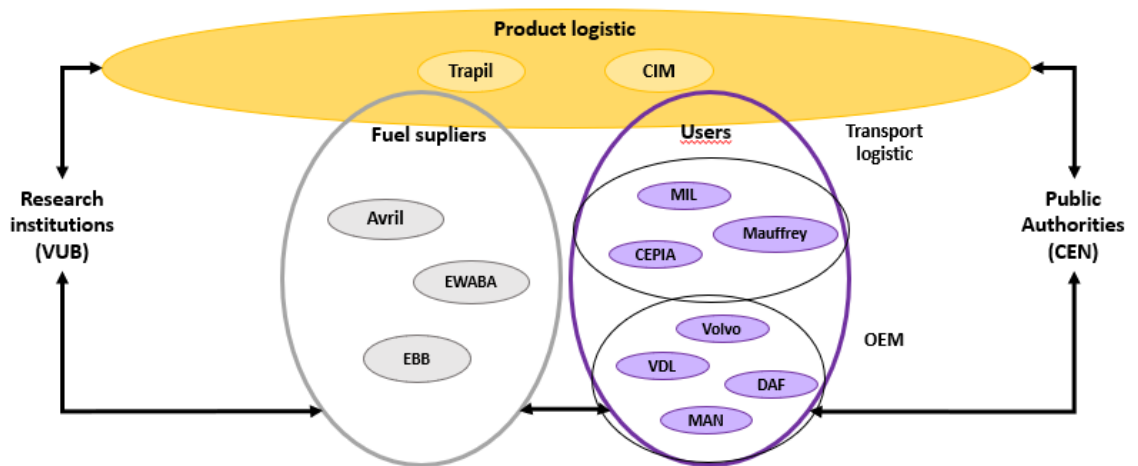 Product logistic
Trapil
CIM
Fuel supliers
Users
Transport
logistic
MIL
Mauffrey
CEPIA
Avril
EWABA
EBB
Research
institutions
(VUB)
Public
Authorities
(CEN)
Volvo
OEM
VDL
DAF
MAN